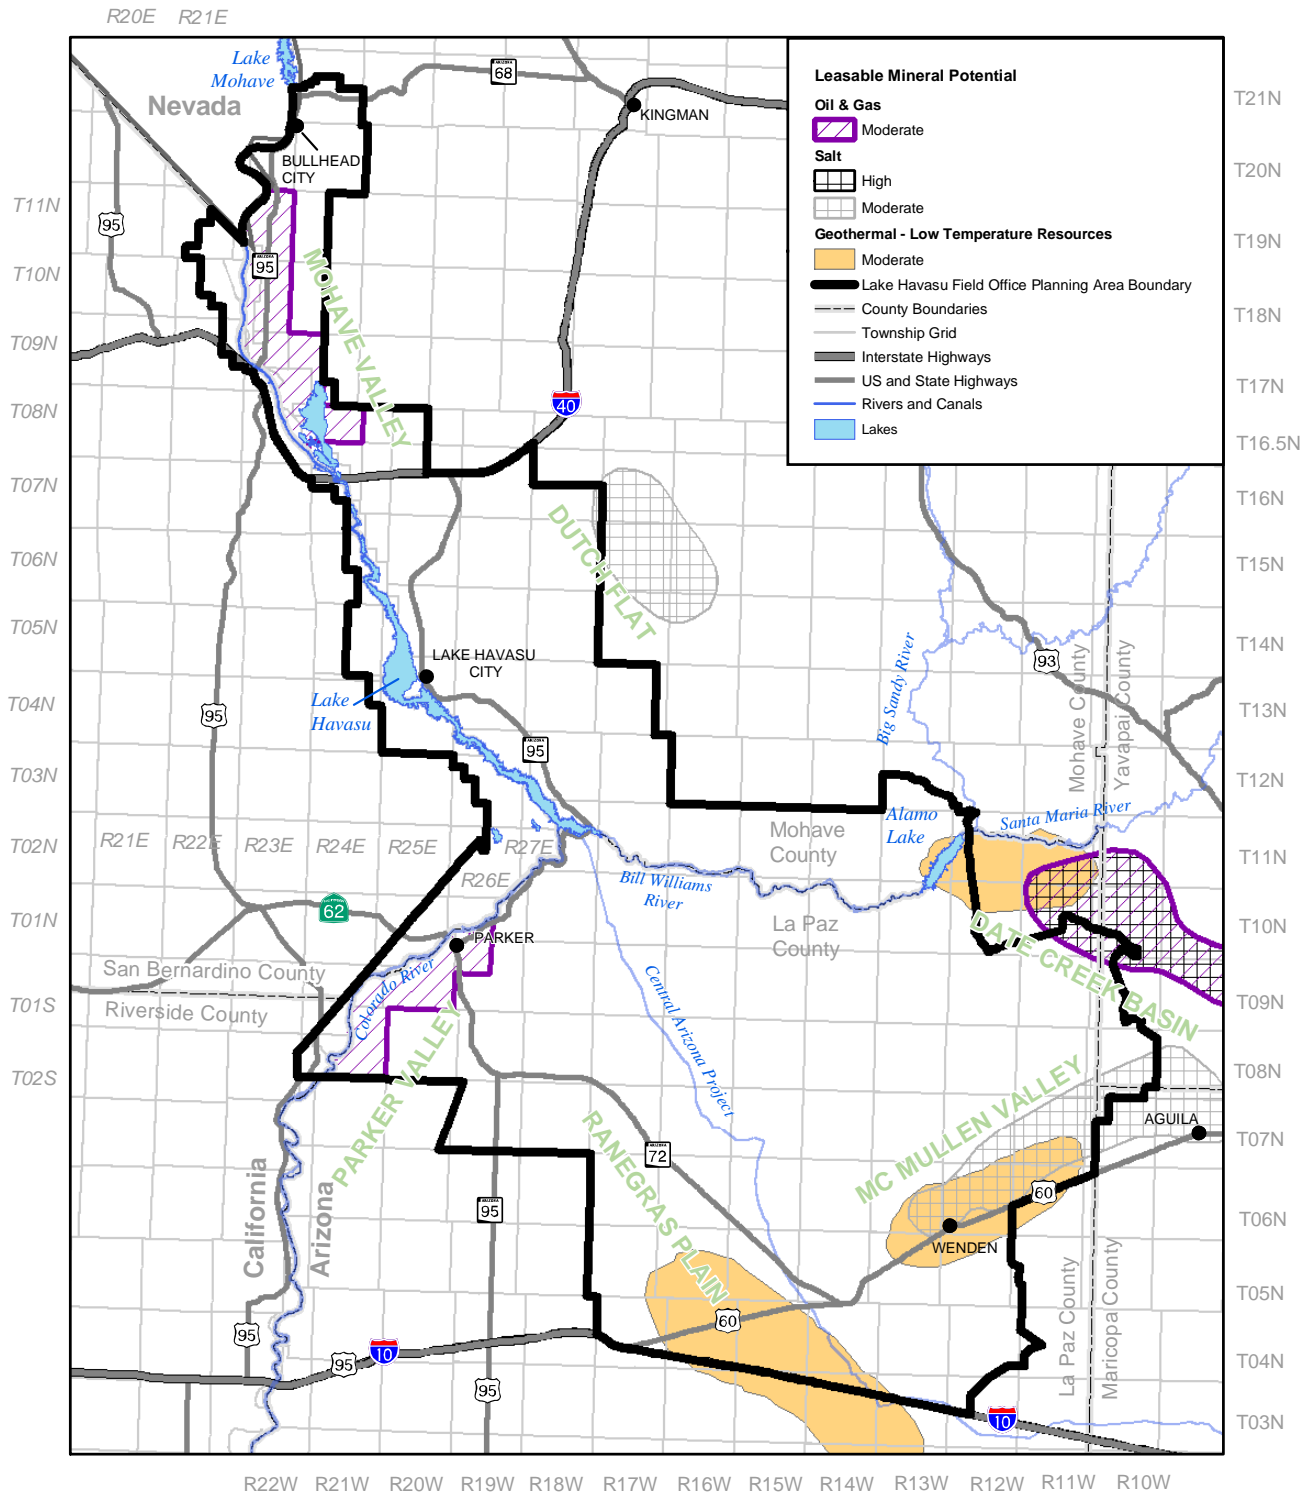 R20E R21E
Lake
Mohave
Nevada
ARIZONA
68
KINGMAN
BULLHEAD
CITY
95
ARIZONA
95
MOHAVE VALLEY
40
Leasable Mineral Potential
Oil & Gas
Moderate
Salt
High
Moderate
Geothermal - Low Temperature Resources
Moderate
Lake Havasu Field Office Planning Area Boundary
County Boundaries
Township Grid
Interstate Highways
US and State Highways
Rivers and Canals
Lakes
T11N
T10N
T09N
T08N
T07N
T06N
T05N
T04N
T03N
T02N
T01N
T01S
T02S
T21N
T20N
T19N
T18N
T17N
T16.5N
T16N
T15N
T14N
T13N
T12N
T11N
T10N
T09N
T08N
T07N
T06N
T05N
T04N
T03N
DUTCH FLAT
LAKE HAVASU
CITY
Lake
Havasu
95
ARIZONA
95
93
Big Sandy River
Mohave County
Yavapai County
Alamo
Lake
Santa Maria River
Mohave
County
R21E R22E R23E R24E R25E R27E
R26E
Bill Williams
River
La Paz
County
62
PARKER
San Bernardino County
Riverside County
Colorado River
Central Arizona Project
DATE CREEK BASIN
PARKER VALLEY
RANEGRAS PLAIN
MC MULLEN VALLEY
AGUILA
ARIZONA
72
60
WENDEN
ARIZONA
95
California
Arizona
La Paz County
Maricopa County
60
95
10
95
95
10
R22W R21W R20W R19W R18W R17W R16W R15W R14W R13W R12W R11W R10W